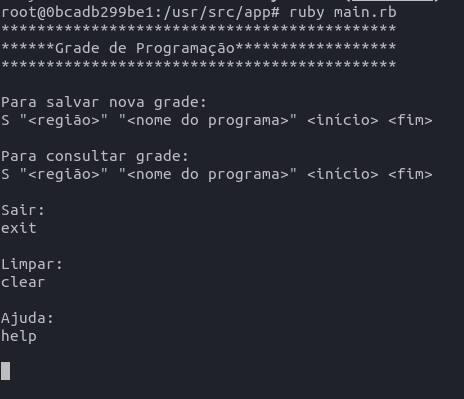 root@0bcadb299be1:/usr/src/app# ruby main.rb
*******************************************
******Grade de Programação******************
*******************************************
Para salvar nova grade:
S "<região>" "<nome do programa>" <início> <fim>
Para consultar grade:
S "<região>" "<nome do programa>" <início> <fim>
Sair:
exit
Limpar:
clear
Ajuda:
help